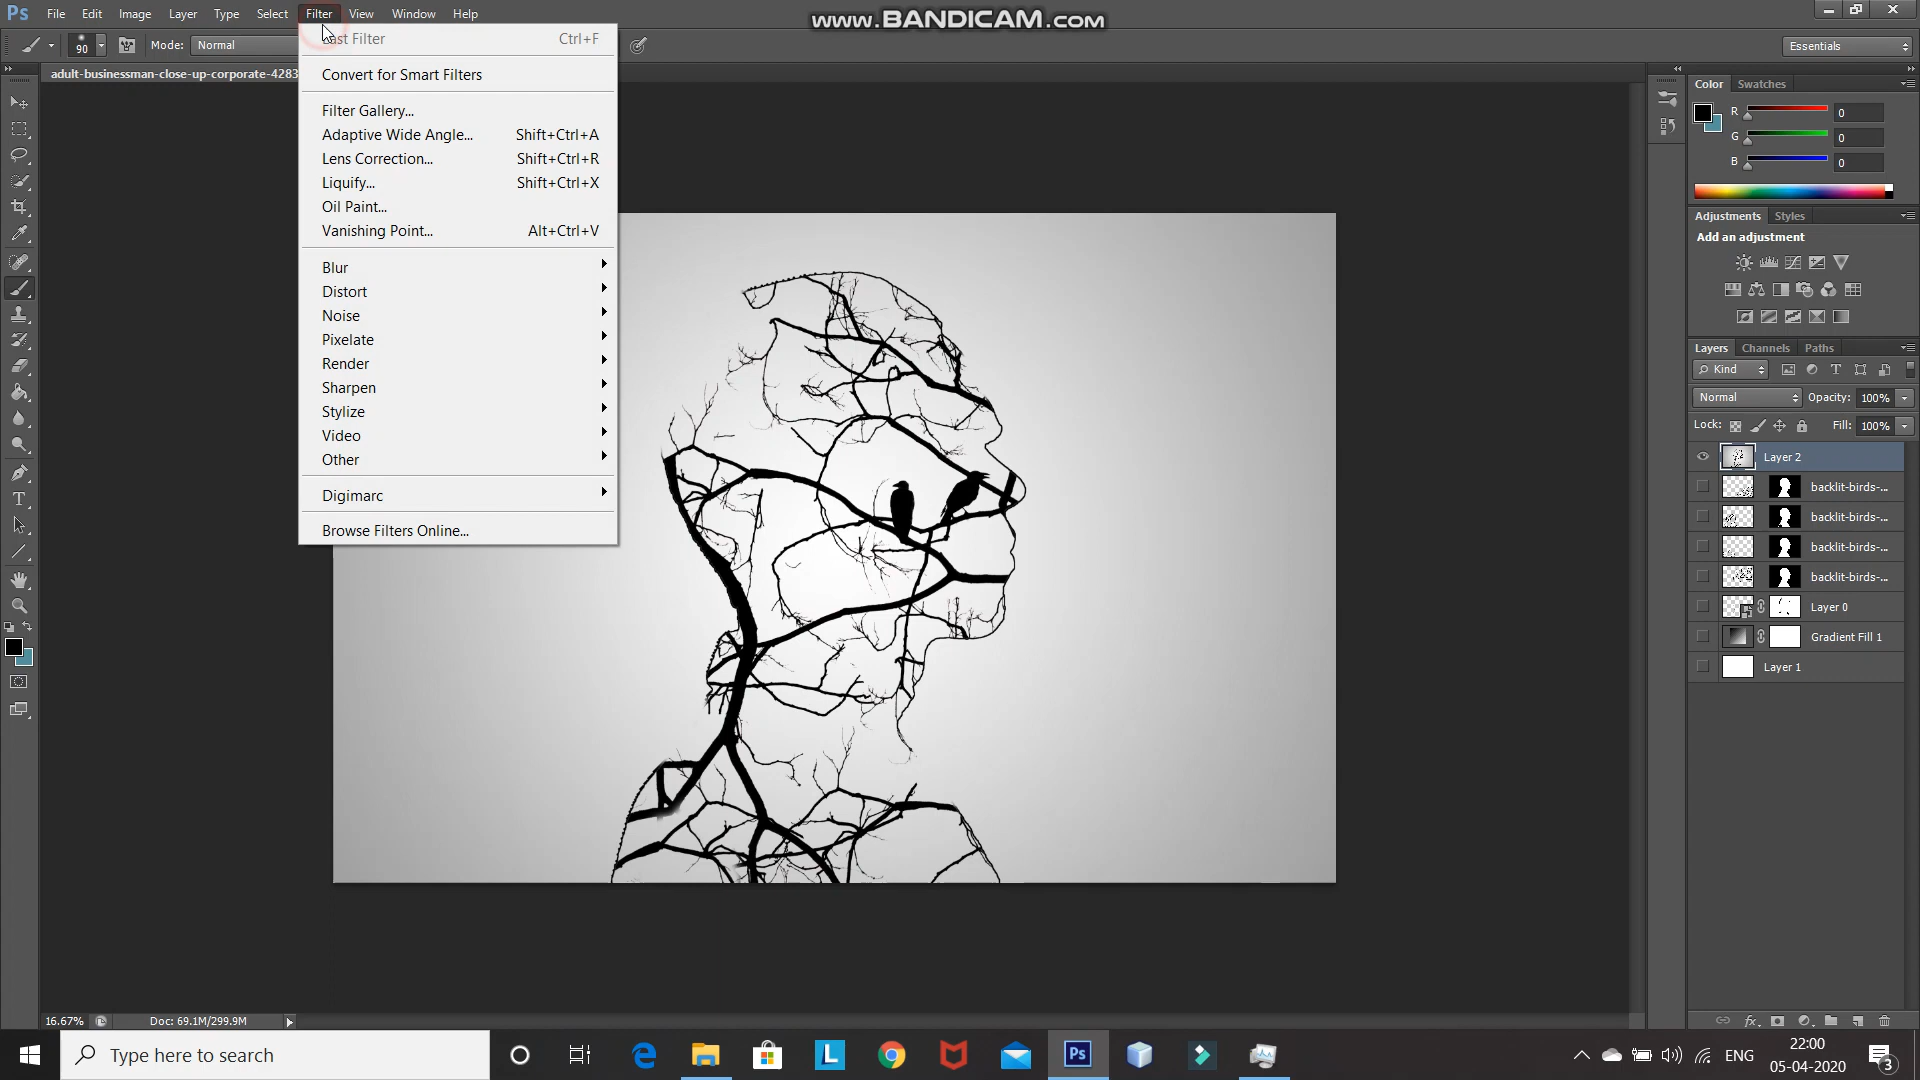 Ps File Edit Image Layer Type Select Filter View Window Help
www.BANDICAM.com
90 Mode: Normal
Essentials
adult-businessman-close-up-corporate-4283
Last Filter Ctrl+F
Convert for Smart Filters
Filter Gallery...
Adaptive Wide Angle... Shift+Ctrl+A
Lens Correction... Shift+Ctrl+R
Liquify... Shift+Ctrl+X
Oil Paint...
Vanishing Point... Alt+Ctrl+V
Blur
Distort
Noise
Pixelate
Render
Sharpen
Stylize
Video
Other
Digimarc
Browse Filters Online...
Color Swatches
R 0
G 0
B 0
Adjustments Styles
Add an adjustment
Layers Channels Paths
Kind
Normal Opacity: 100%
Lock: Fill: 100%
Layer 2
backlit-birds-...
backlit-birds-...
backlit-birds-...
backlit-birds-...
Layer 0
Gradient Fill 1
Layer 1
16.67% Doc: 69.1M/299.9M
Type here to search
L
Ps
ENG
22:00
05-04-2020
3